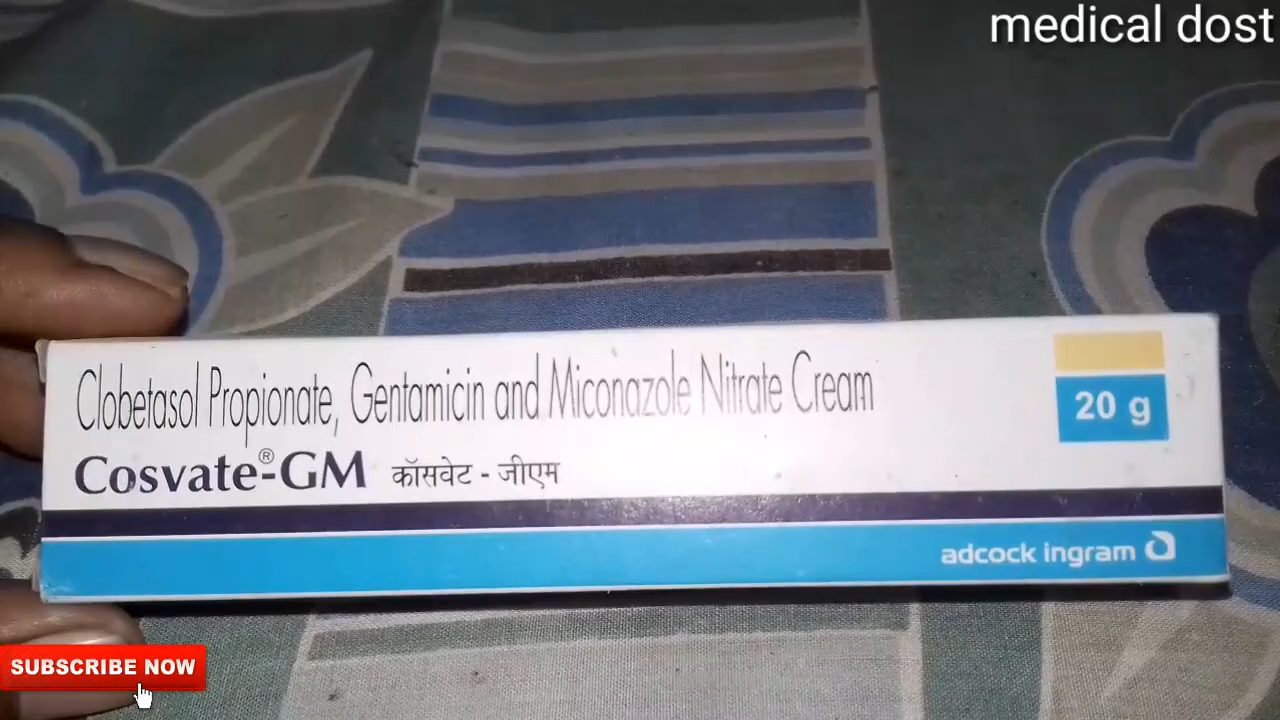 medical dost
Clobetasol Propionate, Gentamicin and Miconazole Nitrate Cream
20 g
Cosvate®-GM कॉसवेट - जीएम
adcock ingram
SUBSCRIBE NOW